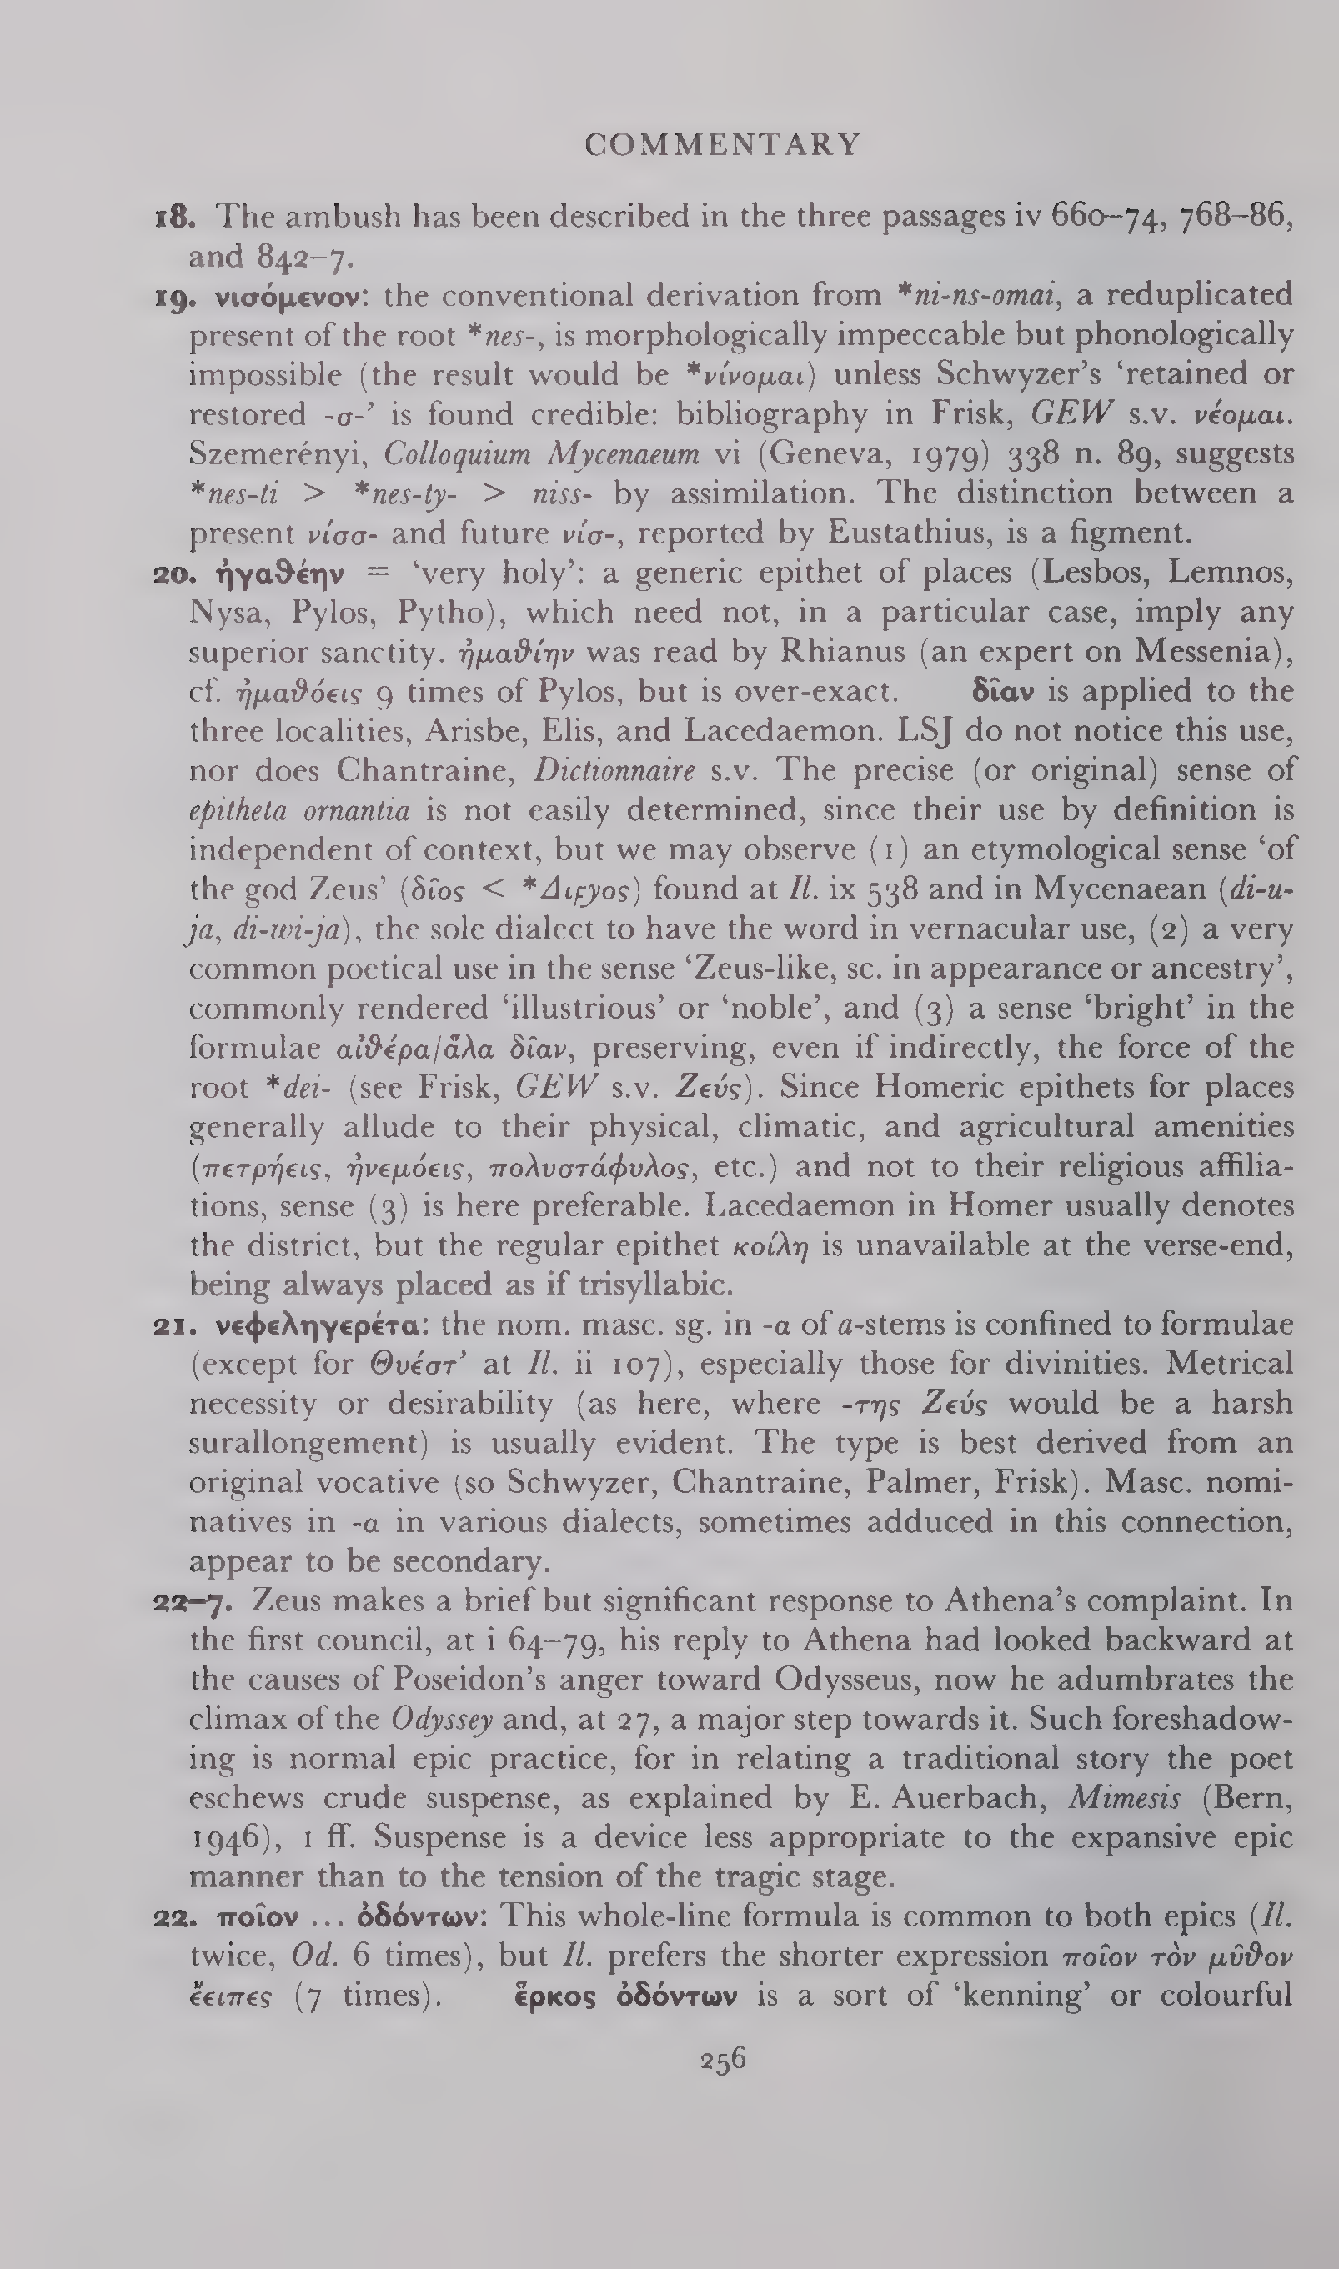 COMMENTARY
18. The ambush has been described in the three passages iv 660–74, 768–86,
and 842–7.
19. νισόμενον: the conventional derivation from *ni-ns-omai, a reduplicated
present of the root *nes-, is morphologically impeccable but phonologically
impossible (the result would be *νίνομαι) unless Schwyzer’s ‘retained or
restored -σ-’ is found credible: bibliography in Frisk, GEW s.v. νέομαι.
Szemerényi, Colloquium Mycenaeum vi (Geneva, 1979) 338 n. 89, suggests
*nes-ti > *nes-ty- > niss- by assimilation. The distinction between a
present νίσσ- and future νίσ-, reported by Eustathius, is a figment.
20. ἠγαθέην = ‘very holy’: a generic epithet of places (Lesbos, Lemnos,
Nysa, Pylos, Pytho), which need not, in a particular case, imply any
superior sanctity. ἠμαθίην was read by Rhianus (an expert on Messenia),
cf. ἠμαθόεις 9 times of Pylos, but is over-exact. δῖαν is applied to the
three localities, Arisbe, Elis, and Lacedaemon. LSJ do not notice this use,
nor does Chantraine, Dictionnaire s.v. The precise (or original) sense of
epitheta ornantia is not easily determined, since their use by definition is
independent of context, but we may observe (1) an etymological sense ‘of
the god Zeus’ (δῖος < *Διϝyος) found at Il. ix 538 and in Mycenaean (di-u-
ja, di-wi-ja), the sole dialect to have the word in vernacular use, (2) a very
common poetical use in the sense ‘Zeus-like, sc. in appearance or ancestry’,
commonly rendered ‘illustrious’ or ‘noble’, and (3) a sense ‘bright’ in the
formulae αἰθέρα/ἅλα δῖαν, preserving, even if indirectly, the force of the
root *dei- (see Frisk, GEW s.v. Ζεύς). Since Homeric epithets for places
generally allude to their physical, climatic, and agricultural amenities
(πετρήεις, ἠνεμόεις, πολυστάφυλος, etc.) and not to their religious affilia-
tions, sense (3) is here preferable. Lacedaemon in Homer usually denotes
the district, but the regular epithet κοίλη is unavailable at the verse-end,
being always placed as if trisyllabic.
21. νεφεληγερέτα: the nom. masc. sg. in -α of a-stems is confined to formulae
(except for Θυέστ’ at Il. ii 107), especially those for divinities. Metrical
necessity or desirability (as here, where -της Ζεύς would be a harsh
surallongement) is usually evident. The type is best derived from an
original vocative (so Schwyzer, Chantraine, Palmer, Frisk). Masc. nomi-
natives in -α in various dialects, sometimes adduced in this connection,
appear to be secondary.
22–7. Zeus makes a brief but significant response to Athena’s complaint. In
the first council, at i 64–79, his reply to Athena had looked backward at
the causes of Poseidon’s anger toward Odysseus, now he adumbrates the
climax of the Odyssey and, at 27, a major step towards it. Such foreshadow-
ing is normal epic practice, for in relating a traditional story the poet
eschews crude suspense, as explained by E. Auerbach, Mimesis (Bern,
1946), 1 ff. Suspense is a device less appropriate to the expansive epic
manner than to the tension of the tragic stage.
22. ποῖον ... ὀδόντων: This whole-line formula is common to both epics (Il.
twice, Od. 6 times), but Il. prefers the shorter expression ποῖον τὸν μῦθον
ἔειπες (7 times). ἕρκος ὀδόντων is a sort of ‘kenning’ or colourful
256